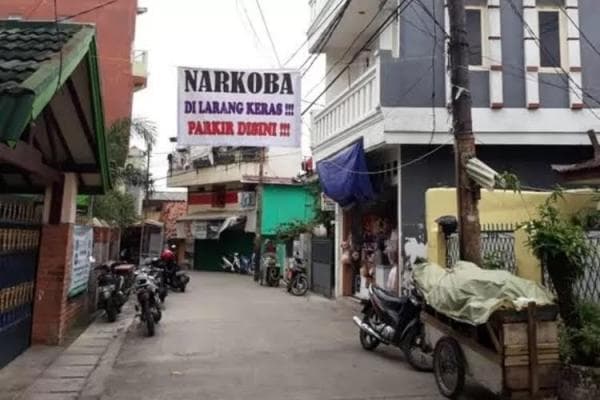 NARKOBA
DI LARANG KERAS !!!
PARKIR DISINI !!!